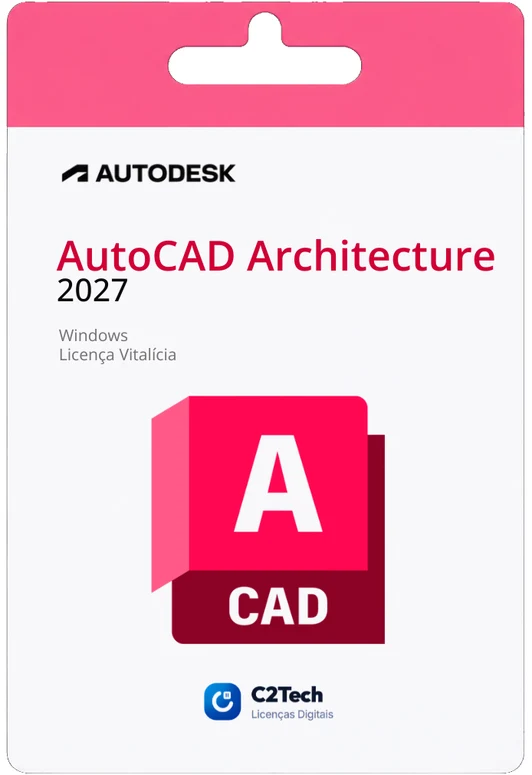 AUTODESK
AutoCAD Architecture
2027
Windows
Licença Vitalícia
A
CAD
C2Tech
Licenças Digitais